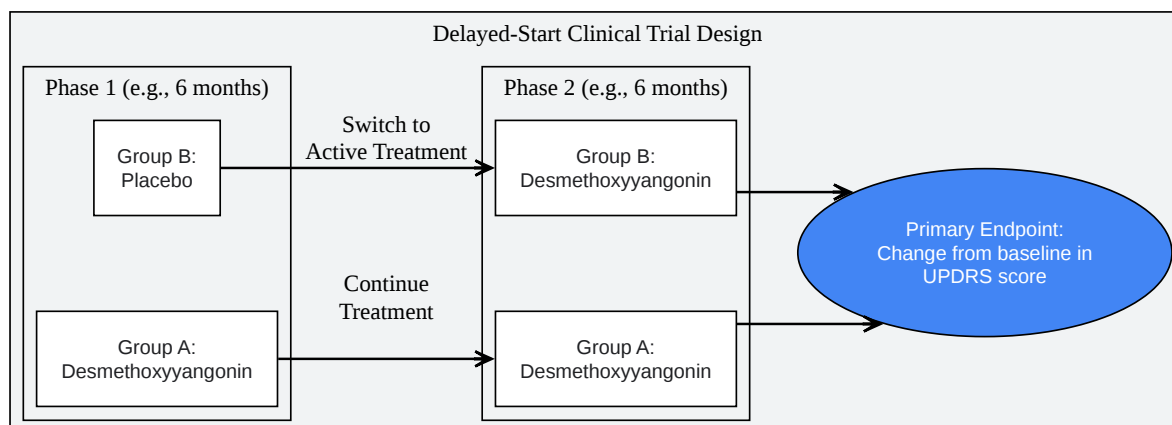 Delayed-Start Clinical Trial Design
Phase 1 (e.g., 6 months)
Group B:
Placebo
Switch to
Active Treatment
Phase 2 (e.g., 6 months)
Group B:
Desmethoxyyangonin
Group A:
Desmethoxyyangonin
Continue
Treatment
Group A:
Desmethoxyyangonin
Primary Endpoint:
Change from baseline in
UPDRS score